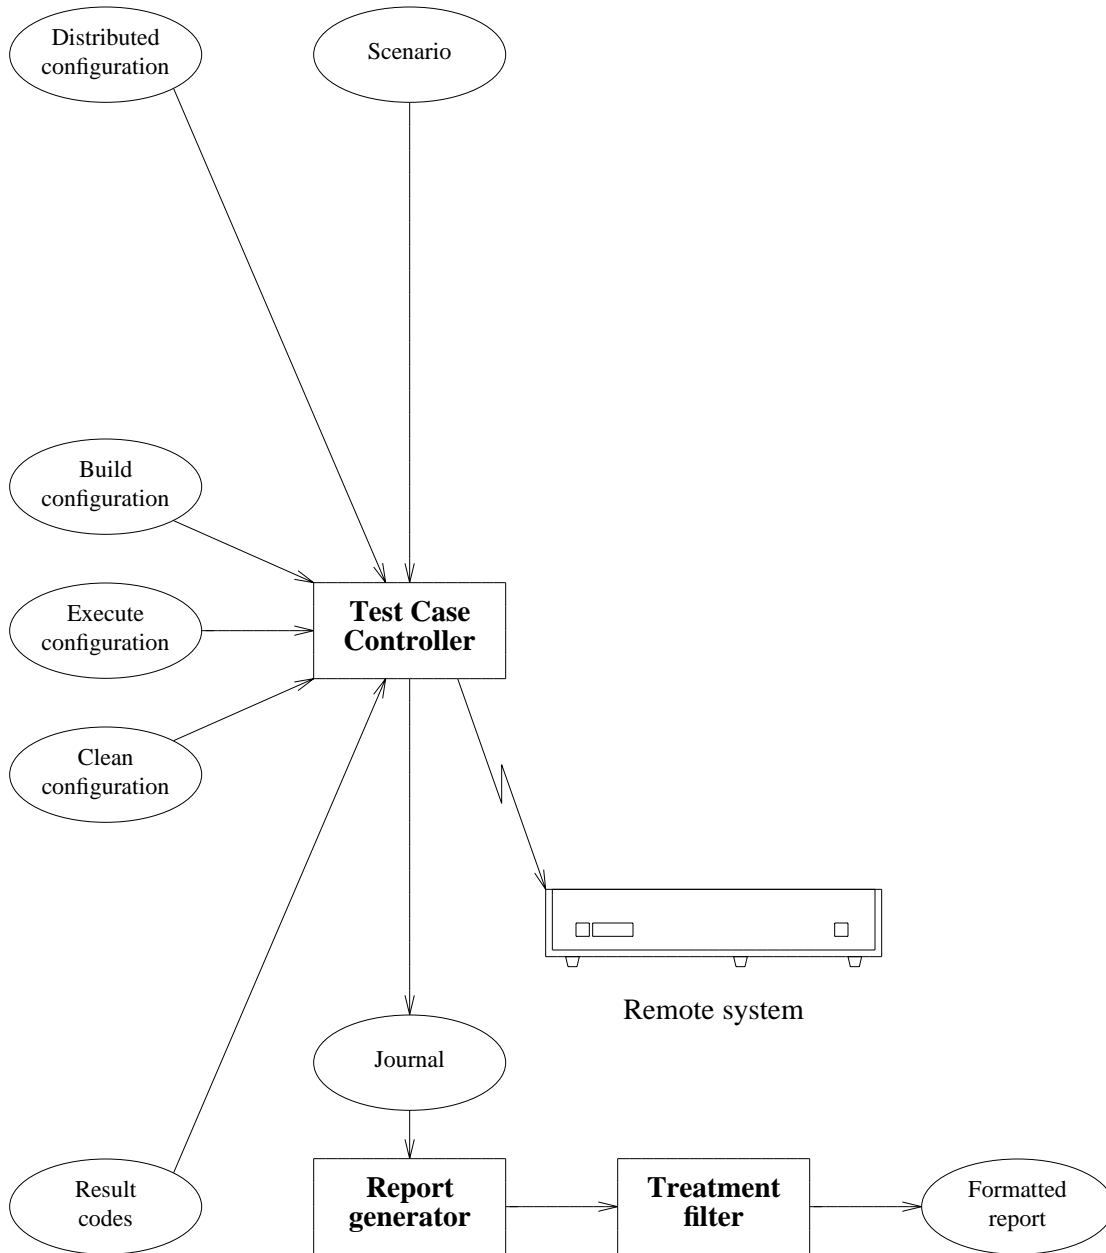 Distributed
configuration
Scenario
Build
configuration
Test Case
Controller
Execute
configuration
Clean
configuration
Remote system
Journal
Result
codes
Report
generator
Treatment
filter
Formatted
report